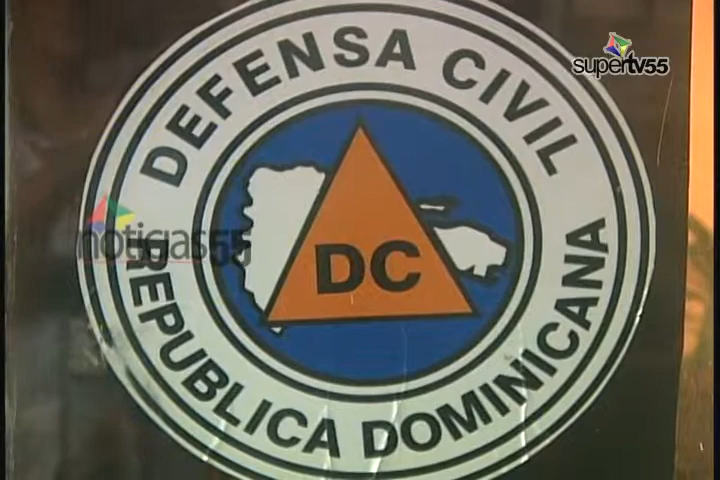 supertv55
DEFENSA CIVIL
noticias55
DC
REPUBLICA DOMINICANA